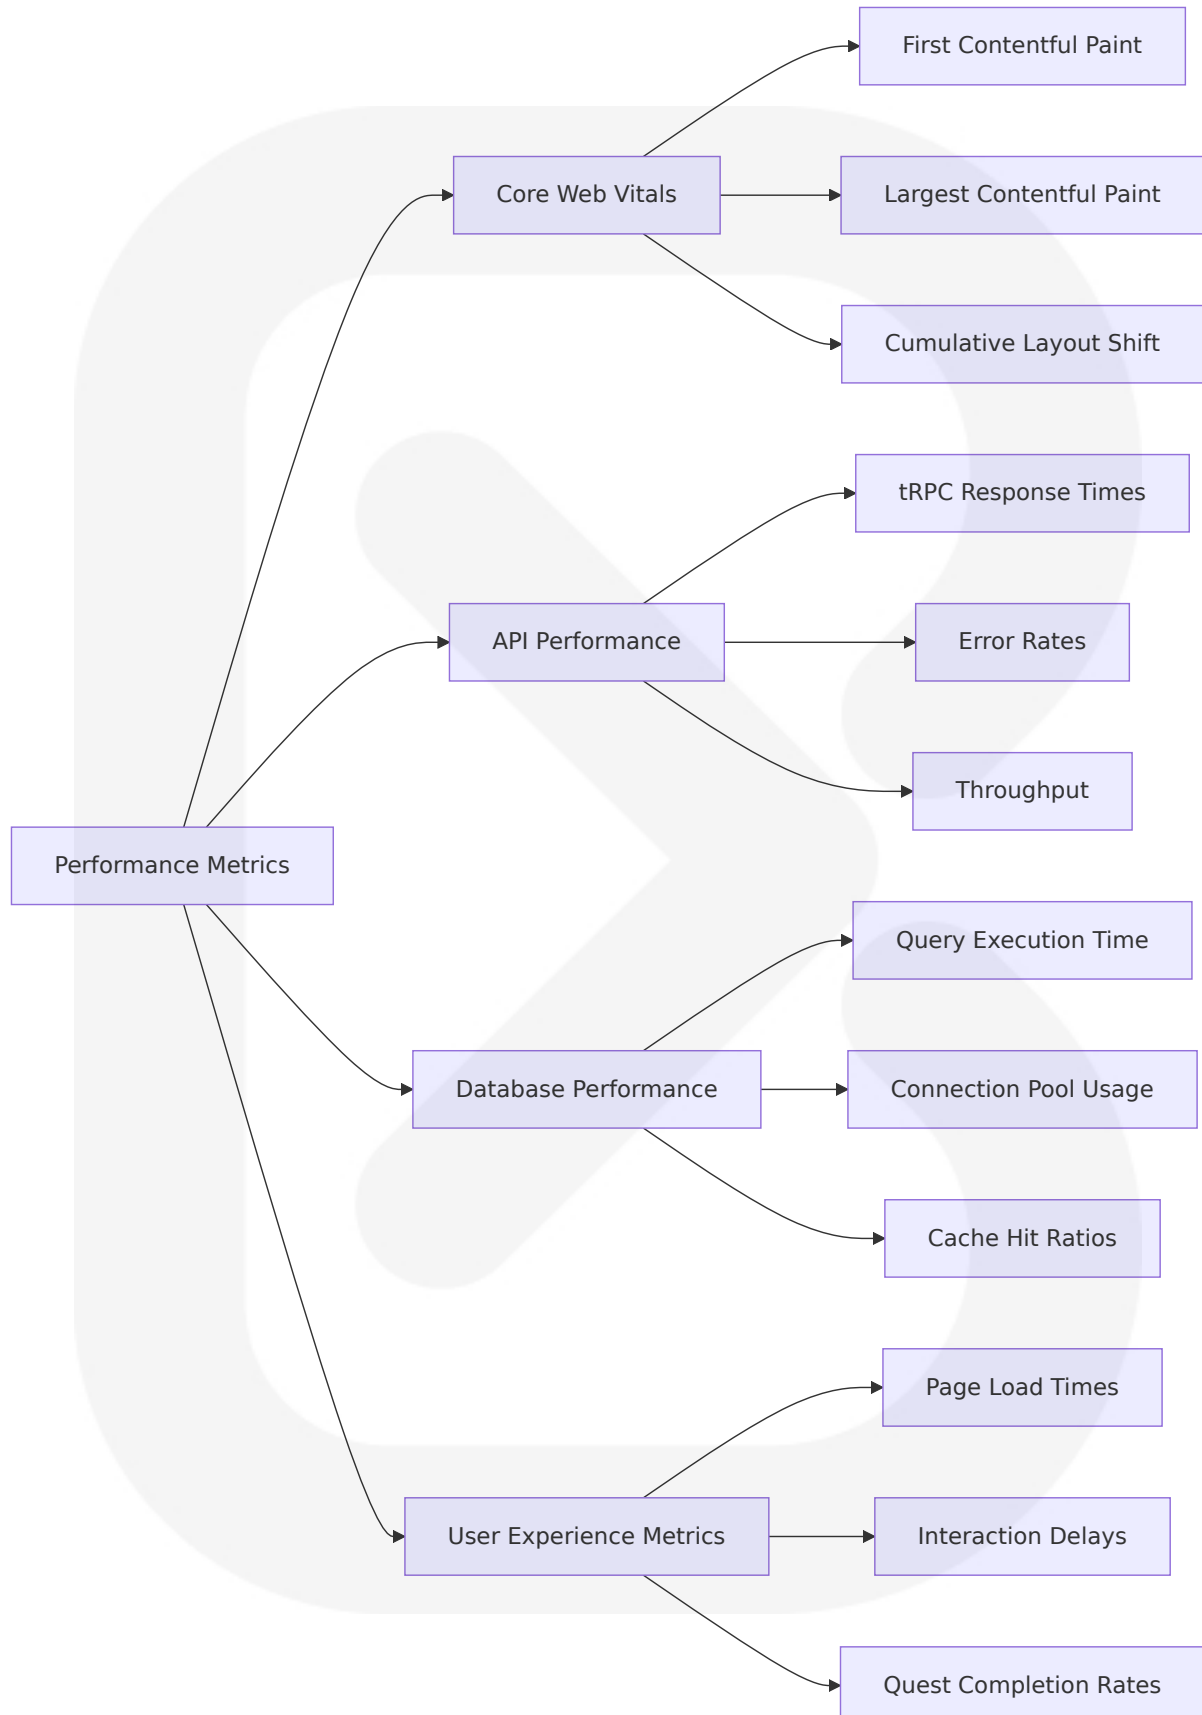 First Contentful Paint
Core Web Vitals
Largest Contentful Paint
Cumulative Layout Shift
tRPC Response Times
API Performance
Error Rates
Throughput
Performance Metrics
Query Execution Time
Database Performance
Connection Pool Usage
Cache Hit Ratios
Page Load Times
User Experience Metrics
Interaction Delays
Quest Completion Rates